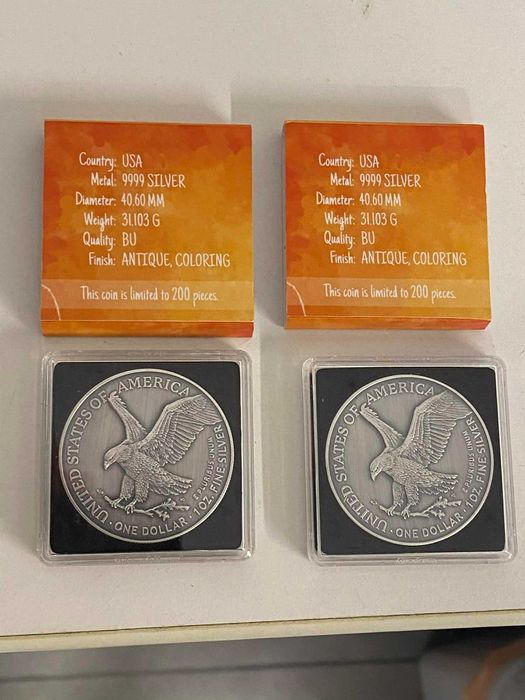 Country: USA
Metal: 9999 SILVER
Diameter: 40.60 MM
Weight: 31,103 G
Quality: BU
Finish: ANTIQUE, COLORING
This coin is limited to 200 pieces.
Country: USA
Metal: 9999 SILVER
Diameter: 40.60 MM
Weight: 31,103 G
Quality: BU
Finish: ANTIQUE, COLORING
This coin is limited to 200 pieces.
UNITED STATES OF AMERICA
E PLURIBUS UNUM
· ONE DOLLAR · 1 OZ. FINE SILVER
UNITED STATES OF AMERICA
E PLURIBUS UNUM
· ONE DOLLAR · 1 OZ. FINE SILVER